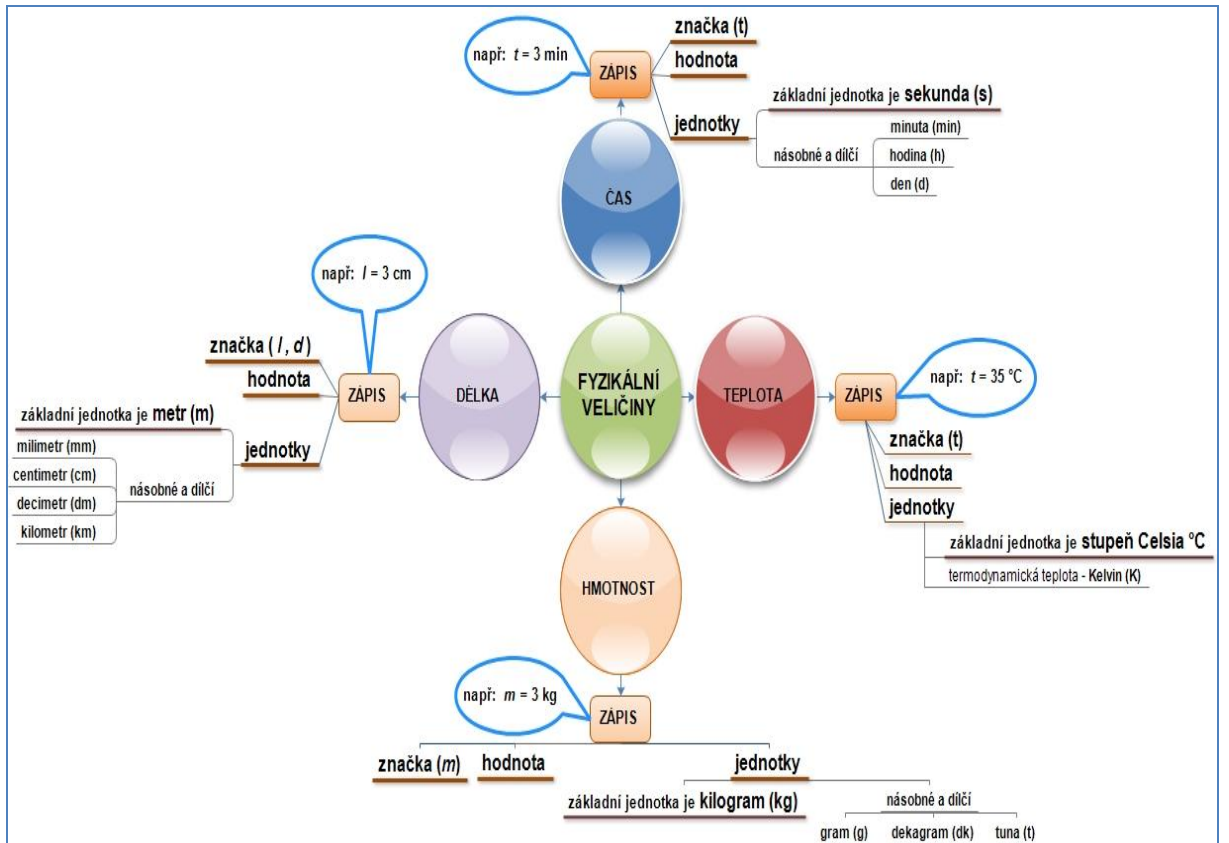 např: t = 3 min
ZÁPIS
značka (t)
hodnota
jednotky
základní jednotka je sekunda (s)
násobné a dílčí
minuta (min)
hodina (h)
den (d)
ČAS
např: l = 3 cm
značka ( l , d )
hodnota
jednotky
ZÁPIS
základní jednotka je metr (m)
násobné a dílčí
milimetr (mm)
centimetr (cm)
decimetr (dm)
kilometr (km)
DÉLKA
FYZIKÁLNÍ
VELIČINY
TEPLOTA
ZÁPIS
např: t = 35 °C
značka (t)
hodnota
jednotky
základní jednotka je stupeň Celsia °C
termodynamická teplota - Kelvin (K)
HMOTNOST
např: m = 3 kg
ZÁPIS
značka (m)
hodnota
jednotky
základní jednotka je kilogram (kg)
násobné a dílčí
gram (g)
dekagram (dk)
tuna (t)